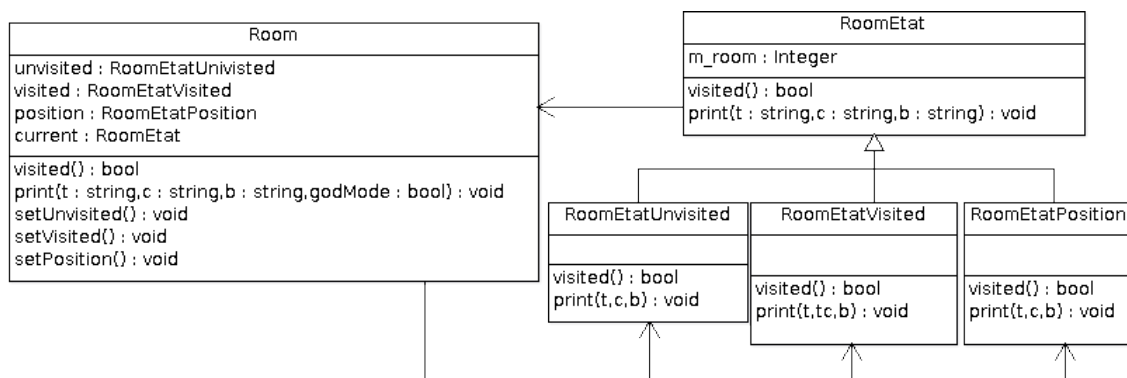 Room
unvisited : RoomEtatUnivisted
visited : RoomEtatVisited
position : RoomEtatPosition
current : RoomEtat
visited() : bool
print(t : string,c : string,b : string,godMode : bool) : void
setUnvisited() : void
setVisited() : void
setPosition() : void
RoomEtat
m_room : Integer
visited() : bool
print(t : string,c : string,b : string) : void
RoomEtatUnvisited
visited() : bool
print(t,c,b) : void
RoomEtatVisited
visited() : bool
print(t,tc,b) : void
RoomEtatPosition
visited() : bool
print(t,c,b) : void